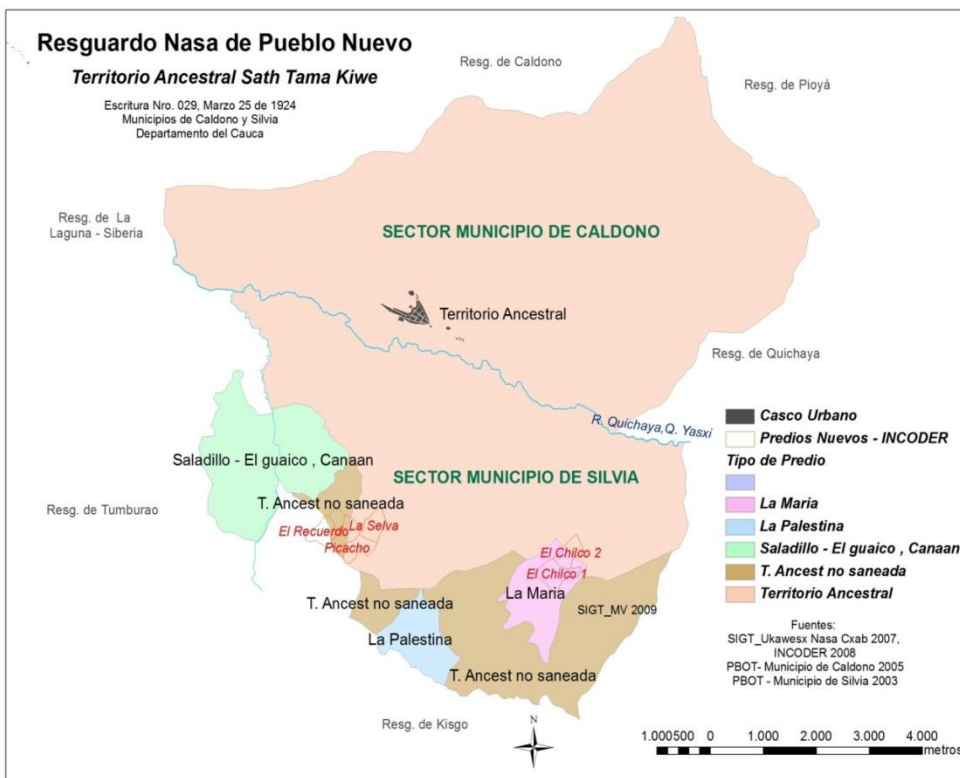 Resguardo Nasa de Pueblo Nuevo
Territorio Ancestral Sath Tama Kiwe
Escritura Nro. 029, Marzo 25 de 1924
Municipios de Caldono y Silvia
Departamento del Cauca
Resg. de Caldono
Resg. de Pioyá
Resg. de La
Laguna - Siberia
SECTOR MUNICIPIO DE CALDONO
Territorio Ancestral
Resg. de Quichaya
R. Quichaya,Q. Yasxi
Saladillo - El guaico , Canaan
SECTOR MUNICIPIO DE SILVIA
T. Ancest no saneada
Resg. de Tumburao
El Recuerdo
La Selva
Picacho
El Chilco 2
El Chilco 1
La Maria
T. Ancest no saneada
SIGT_MV 2009
La Palestina
T. Ancest no saneada
Resg. de Kisgo
Casco Urbano
Predios Nuevos - INCODER
Tipo de Predio
La Maria
La Palestina
Saladillo - El guaico , Canaan
T. Ancest no saneada
Territorio Ancestral
Fuentes:
SIGT_Ukawesx Nasa Cxab 2007,
INCODER 2008
PBOT- Municipio de Caldono 2005
PBOT - Municipio de Silvia 2003
N
1.000500 0 1.000 2.000 3.000 4.000
metros